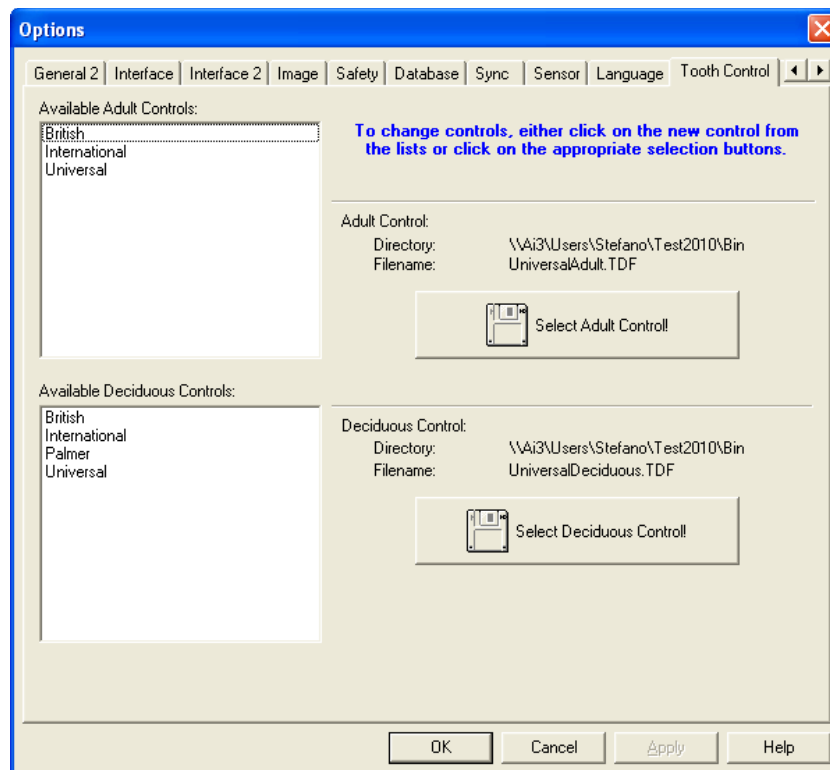 Options
General 2 Interface Interface 2 Image Safety Database Sync Sensor Language Tooth Control
Available Adult Controls:
British
International
Universal
To change controls, either click on the new control from
the lists or click on the appropriate selection buttons.
Adult Control:
Directory: \\Ai3\Users\Stefano\Test2010\Bin
Filename: UniversalAdult.TDF
Select Adult Control!
Available Deciduous Controls:
British
International
Palmer
Universal
Deciduous Control:
Directory: \\Ai3\Users\Stefano\Test2010\Bin
Filename: UniversalDeciduous.TDF
Select Deciduous Control!
OK Cancel Apply Help